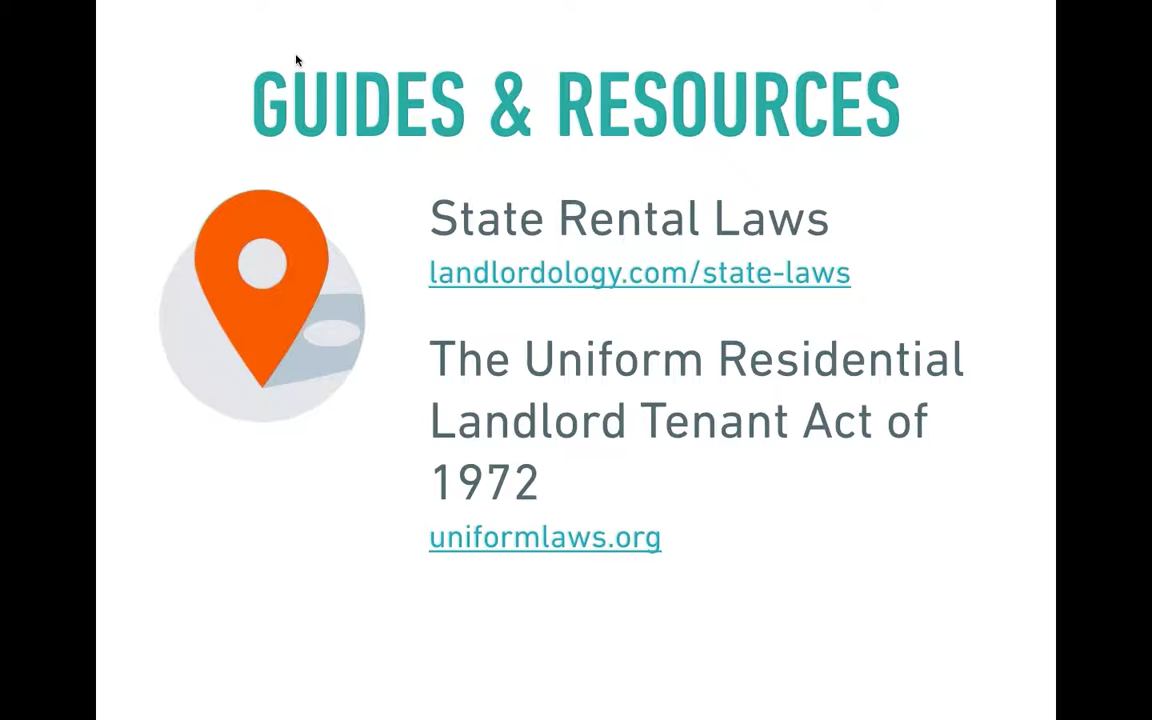 GUIDES & RESOURCES
State Rental Laws
landlordology.com/state-laws
The Uniform Residential
Landlord Tenant Act of
1972
uniformlaws.org